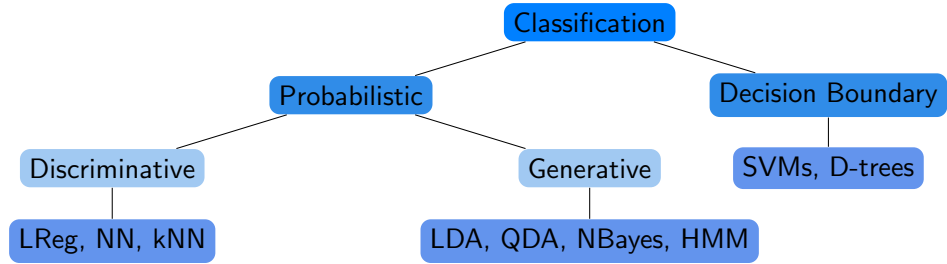 Classification
Probabilistic
Decision Boundary
Discriminative
Generative
SVMs, D-trees
LReg, NN, kNN
LDA, QDA, NBayes, HMM